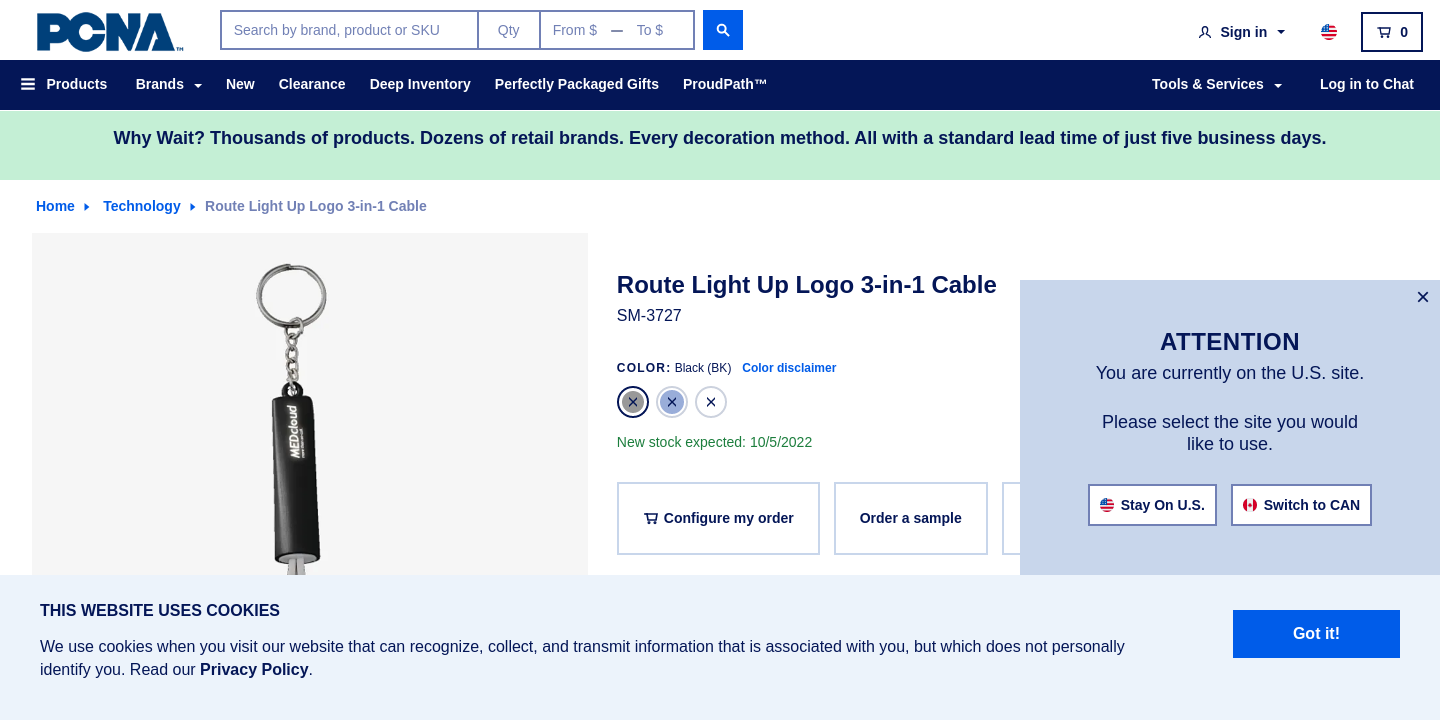 PCNA™
Search by brand, product or SKU
Qty
From $ — To $
Sign in
0
Products
Brands
New
Clearance
Deep Inventory
Perfectly Packaged Gifts
ProudPath™
Tools & Services
Log in to Chat
Why Wait? Thousands of products. Dozens of retail brands. Every decoration method. All with a standard lead time of just five business days.
Home
Technology
Route Light Up Logo 3-in-1 Cable
MEDcloud
Route Light Up Logo 3-in-1 Cable
SM-3727
COLOR: Black (BK) Color disclaimer
New stock expected: 10/5/2022
Configure my order
Order a sample
ATTENTION
You are currently on the U.S. site.
Please select the site you would
like to use.
Stay On U.S.
Switch to CAN
THIS WEBSITE USES COOKIES
We use cookies when you visit our website that can recognize, collect, and transmit information that is associated with you, but which does not personally
identify you. Read our Privacy Policy.
Got it!